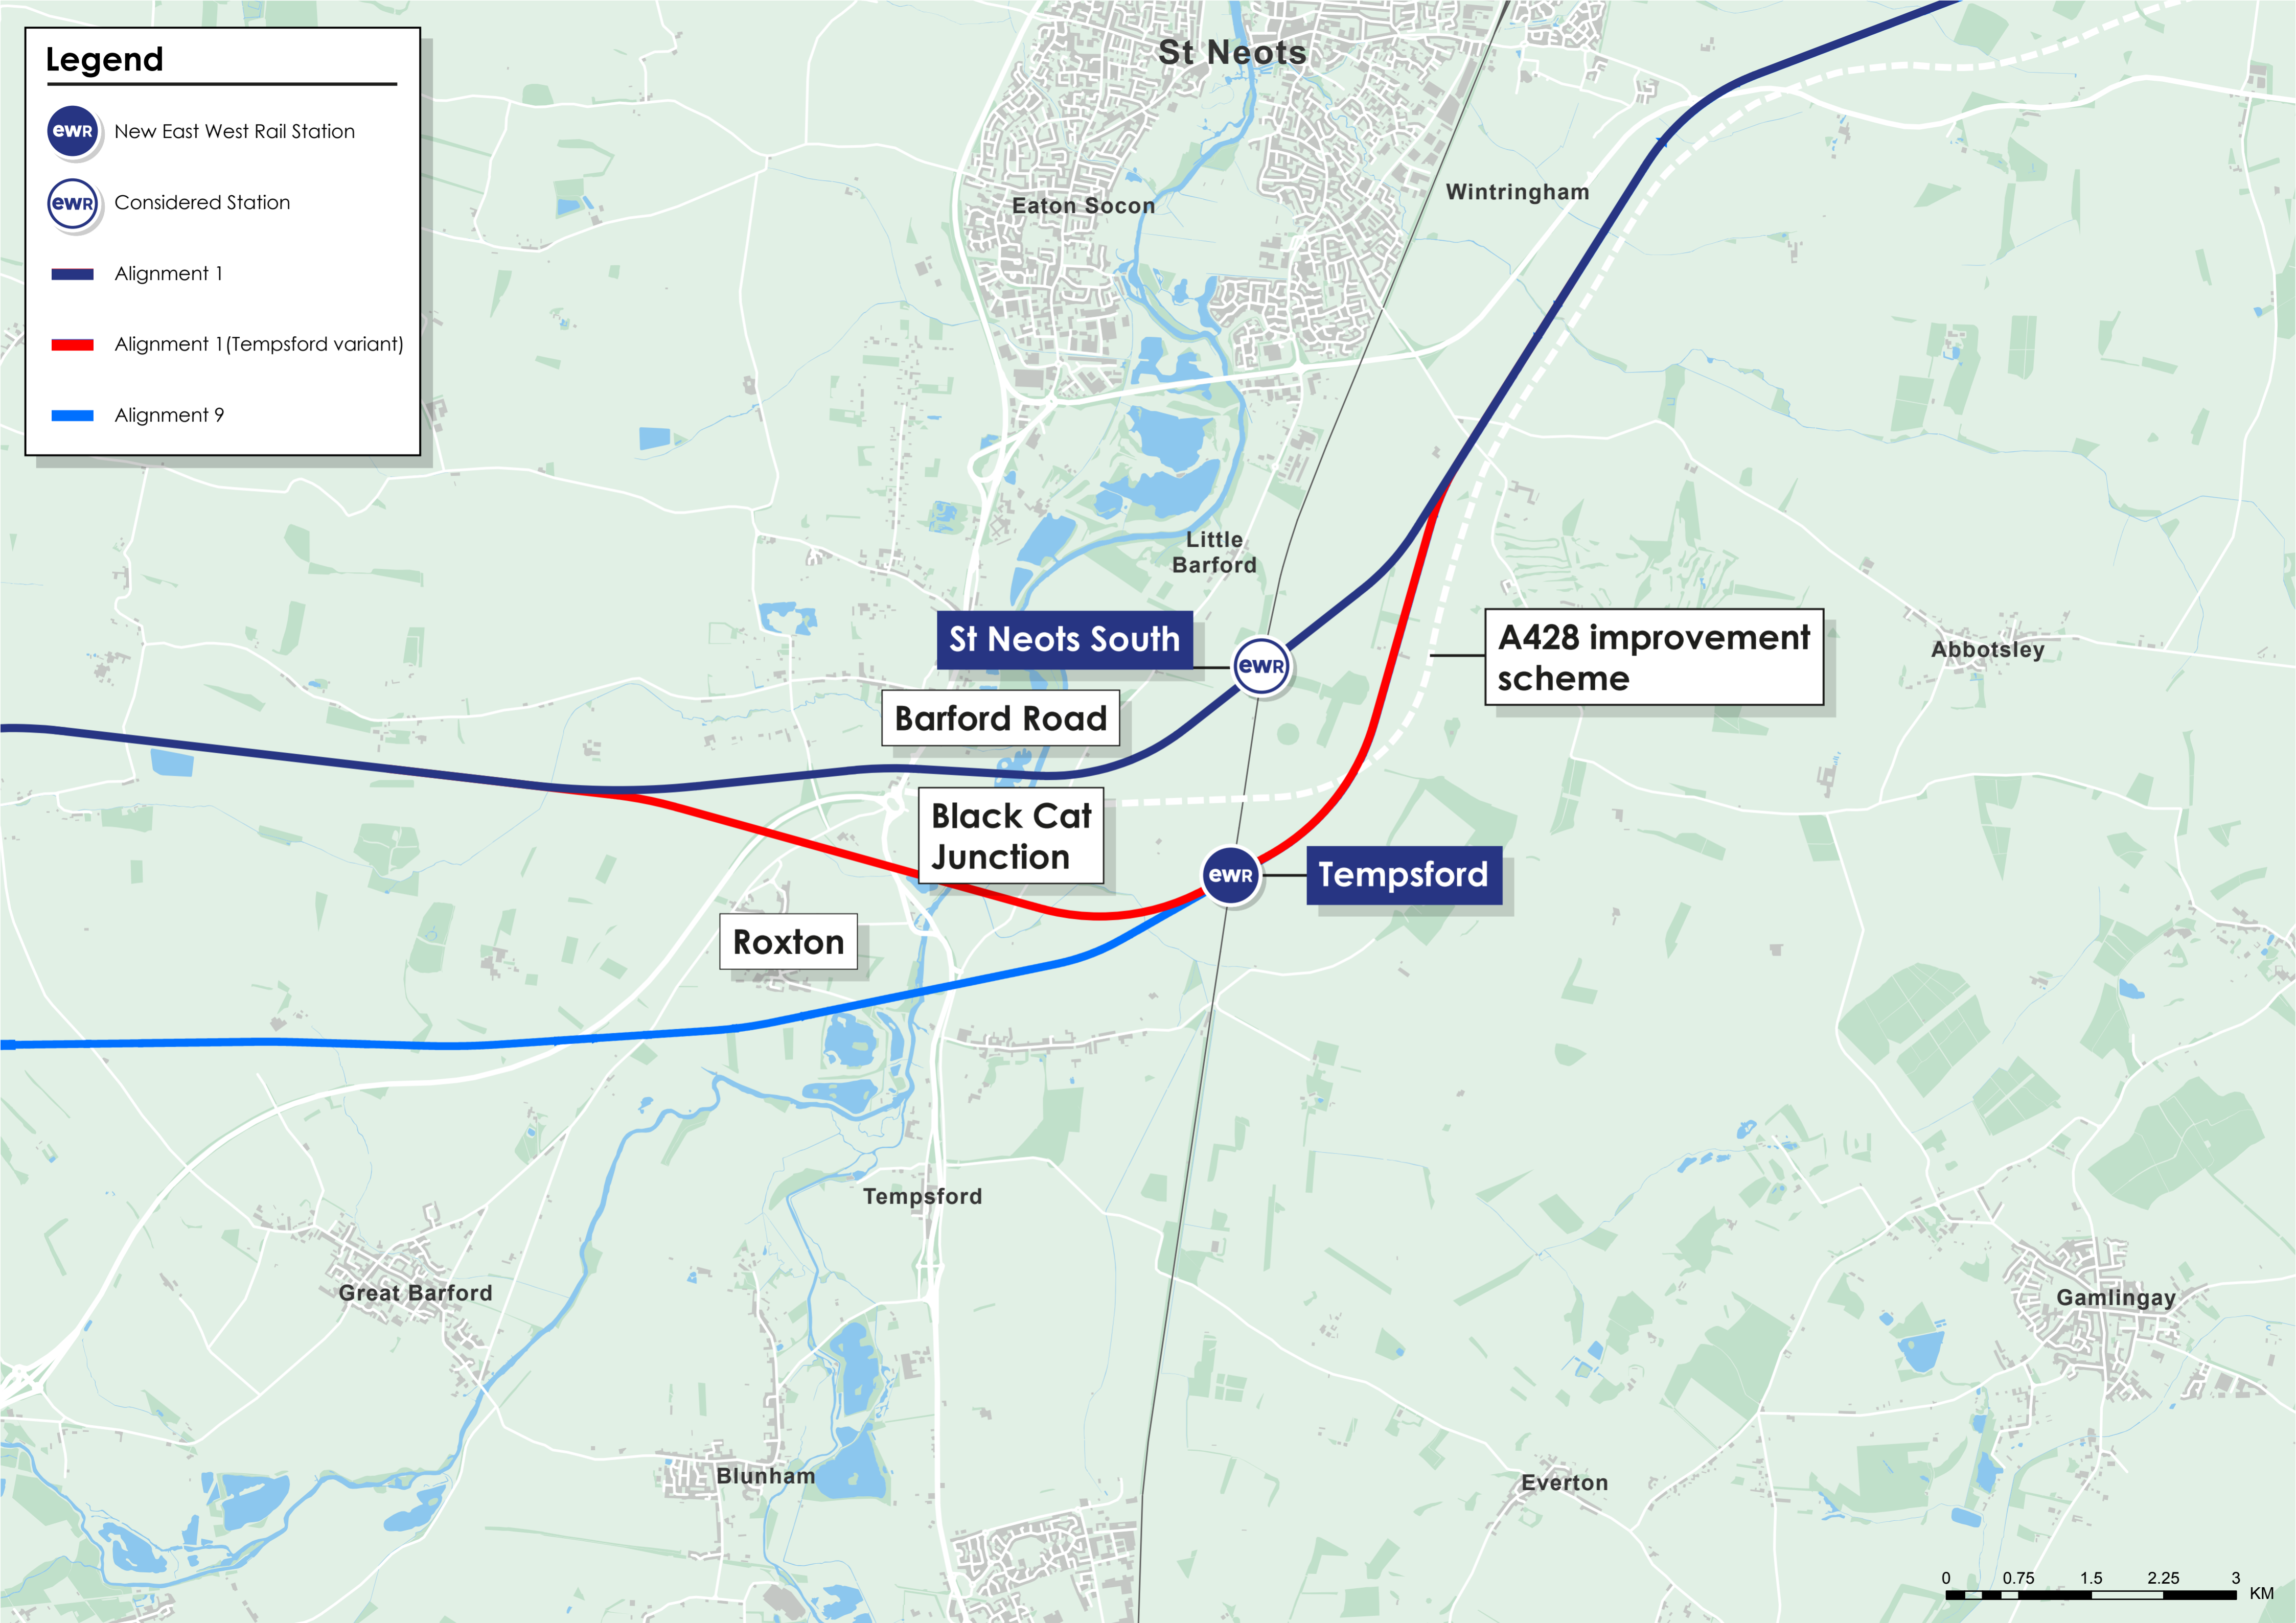 Legend
ewR New East West Rail Station
ewR Considered Station
Alignment 1
Alignment 1(Tempsford variant)
Alignment 9
St Neots
Eaton Socon
Wintringham
Little
Barford
St Neots South
ewR
A428 improvement
scheme
Abbotsley
Barford Road
Black Cat
Junction
ewR
Tempsford
Roxton
Tempsford
Great Barford
Gamlingay
Blunham
Everton
0 0.75 1.5 2.25 3
KM